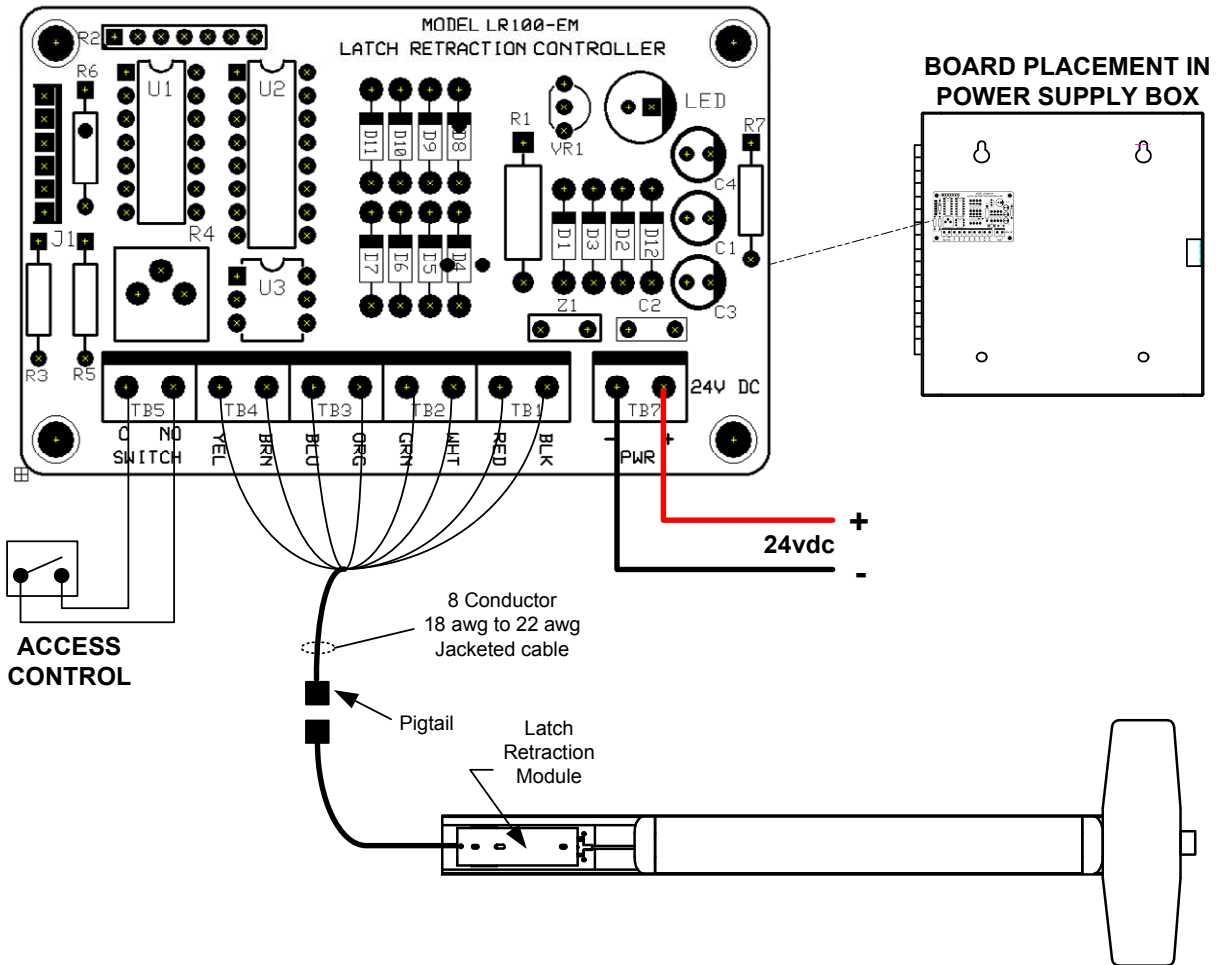 MODEL LR100-EM
LATCH RETRACTION CONTROLLER
R2
R6
U1
U2
LED
R1
VR1
R7
D11
D10
D9
D8
C4
D1
D3
D2
D12
C1
J1
R4
D7
D6
D5
D4
U3
Z1
C2
C3
R3
R5
TB5
TB4
TB3
TB2
TB1
TB7
24V DC
C NO
SWITCH
YEL
BRN
BLU
ORG
GRN
WHT
RED
BLK
- +
PWR
BOARD PLACEMENT IN
POWER SUPPLY BOX
+
24vdc
-
ACCESS
CONTROL
8 Conductor
18 awg to 22 awg
Jacketed cable
Pigtail
Latch
Retraction
Module